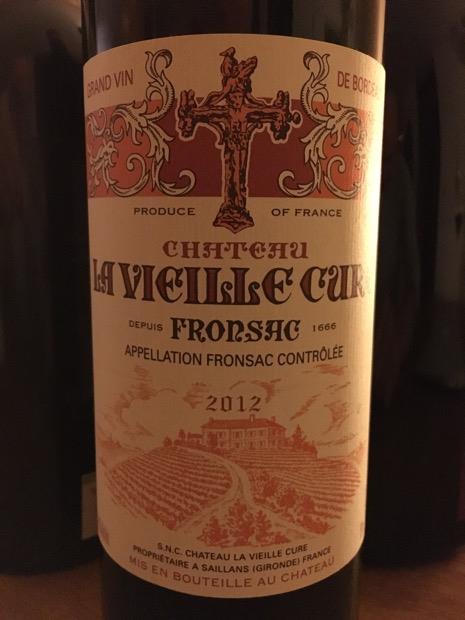 GRAND VIN DE BORDEA
PRODUCE OF FRANCE
CHATEAU
LA VIEILLE CUR
DEPUIS FRONSAC 1666
APPELLATION FRONSAC CONTRÔLÉE
2012
S.N.C. CHATEAU LA VIEILLE CURE
PROPRIÉTAIRE A SAILLANS (GIRONDE) FRANCE
MIS EN BOUTEILLE AU CHATEAU